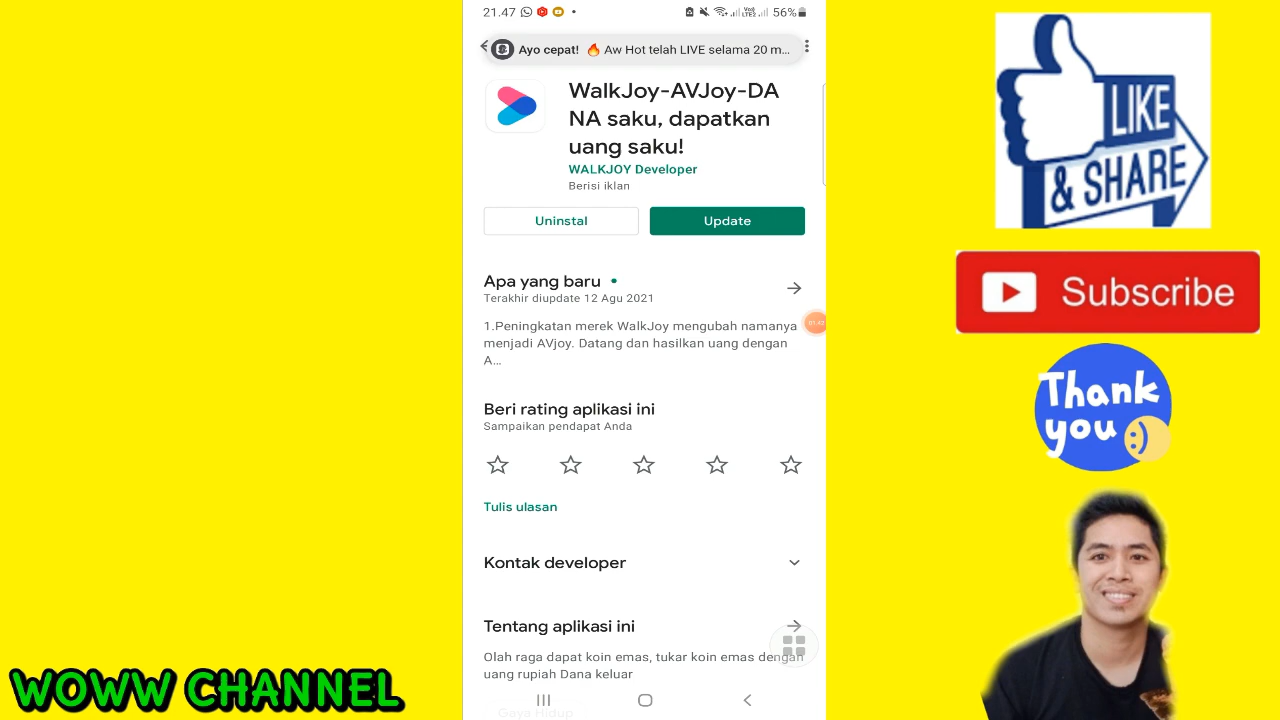 21.47
56%
Ayo cepat! 🔥 Aw Hot telah LIVE selama 20 m...
WalkJoy-AVJoy-DA
NA saku, dapatkan
uang saku!
WALKJOY Developer
Berisi iklan
Uninstal
Update
Apa yang baru
Terakhir diupdate 12 Agu 2021
1.Peningkatan merek WalkJoy mengubah namanya
menjadi AVjoy. Datang dan hasilkan uang dengan
A...
Beri rating aplikasi ini
Sampaikan pendapat Anda
Tulis ulasan
Kontak developer
Tentang aplikasi ini
Olah raga dapat koin emas, tukar koin emas dengan
uang rupiah Dana keluar
Gaya Hidup
LIKE
& SHARE
Subscribe
Thank
you
WOWW CHANNEL